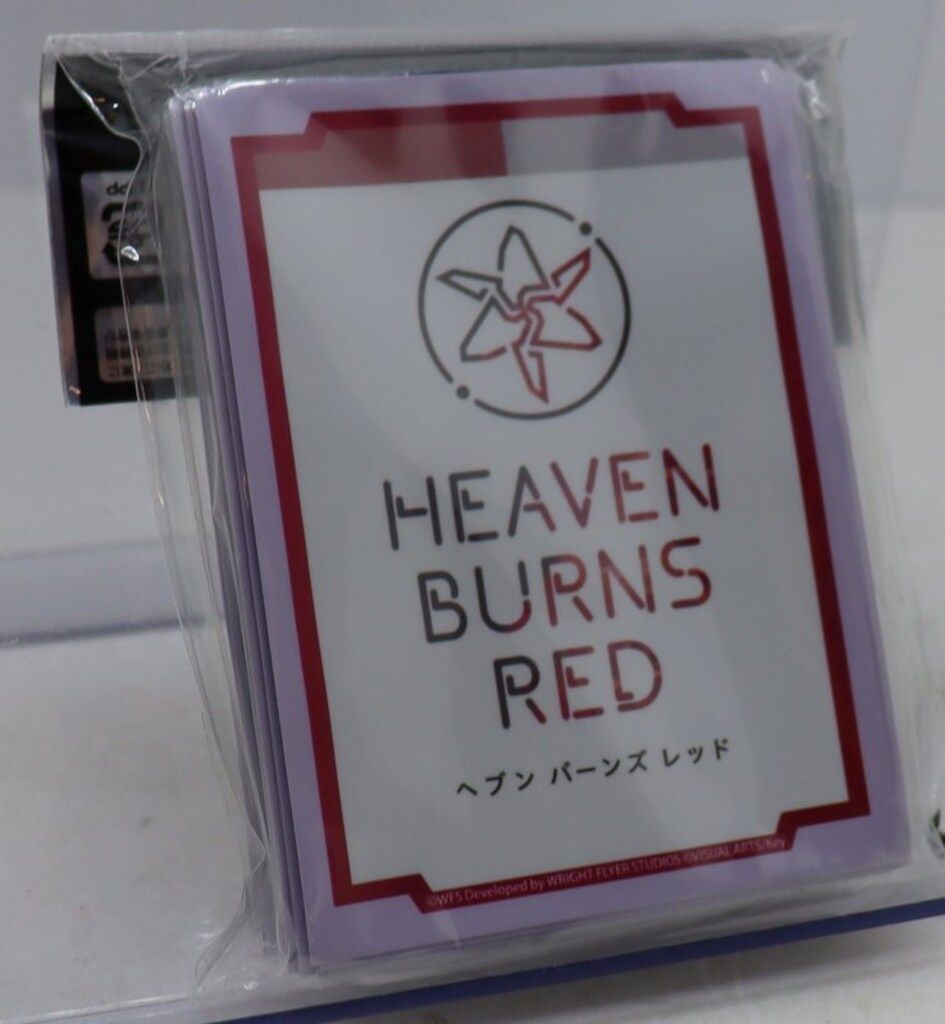 HEAVEN
BURNS
RED
ヘブン バーンズ レッド
©WFS Developed by WRIGHT FLYER STUDIOS ©VISUAL ARTS/Key